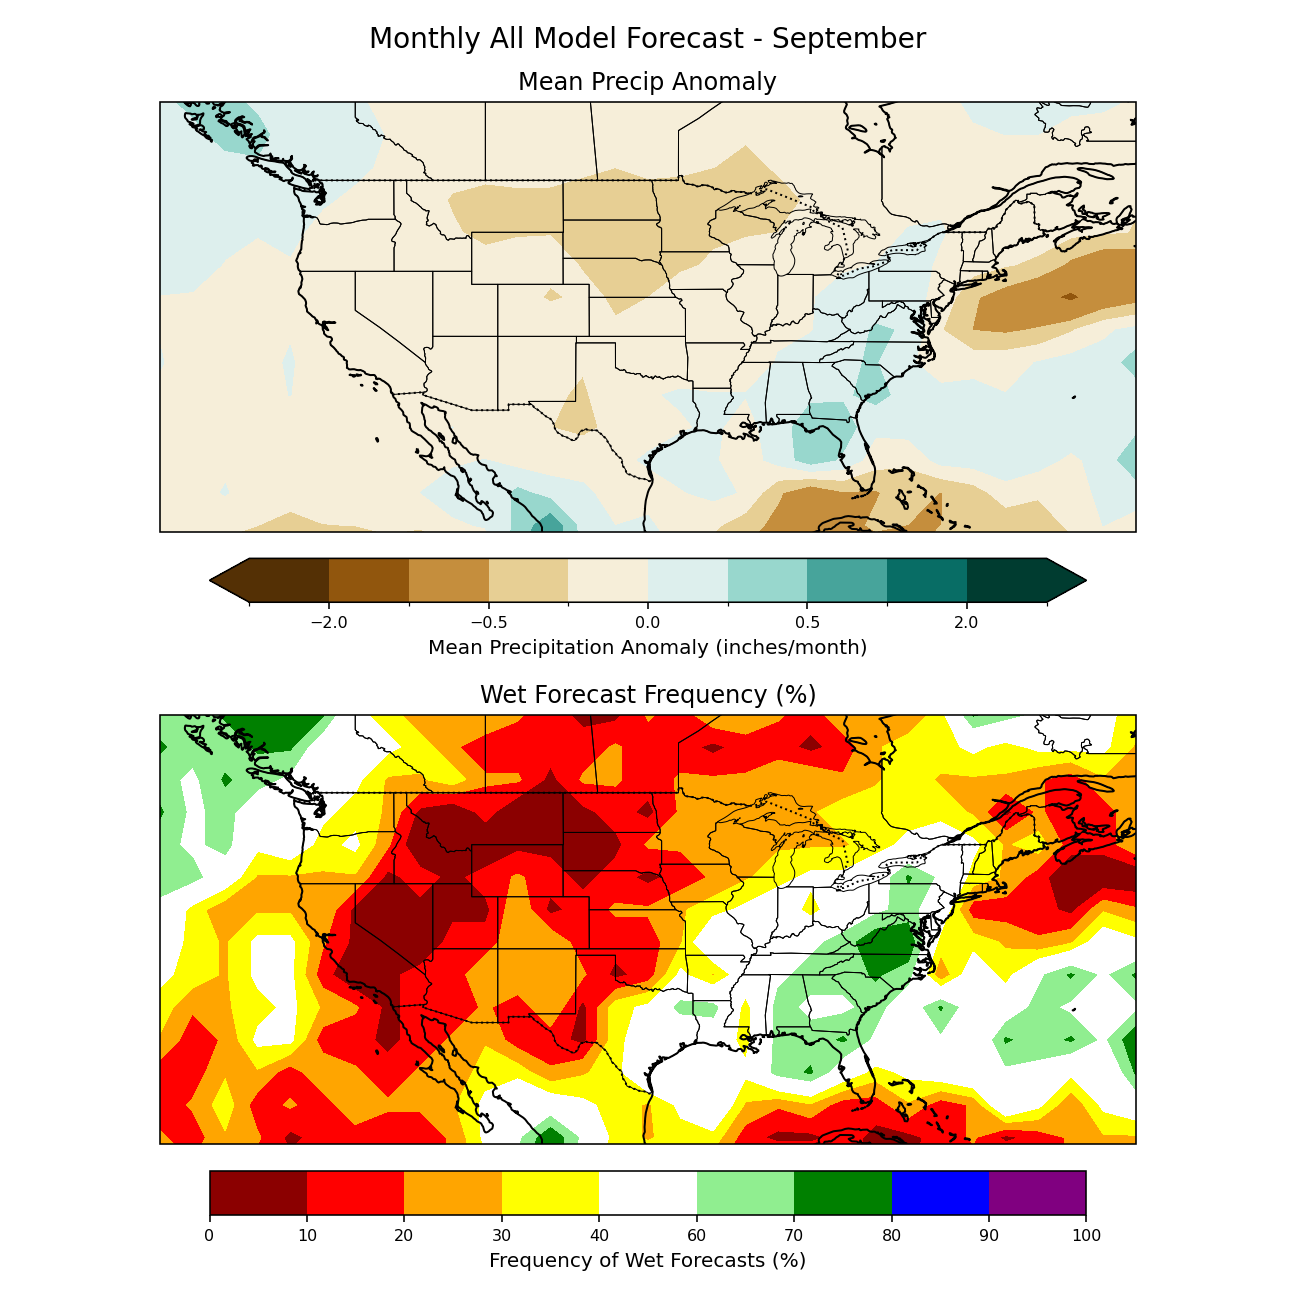 Monthly All Model Forecast - September
Mean Precip Anomaly
−2.0 −0.5 0.0 0.5 2.0
Mean Precipitation Anomaly (inches/month)
Wet Forecast Frequency (%)
0 10 20 30 40 60 70 80 90 100
Frequency of Wet Forecasts (%)